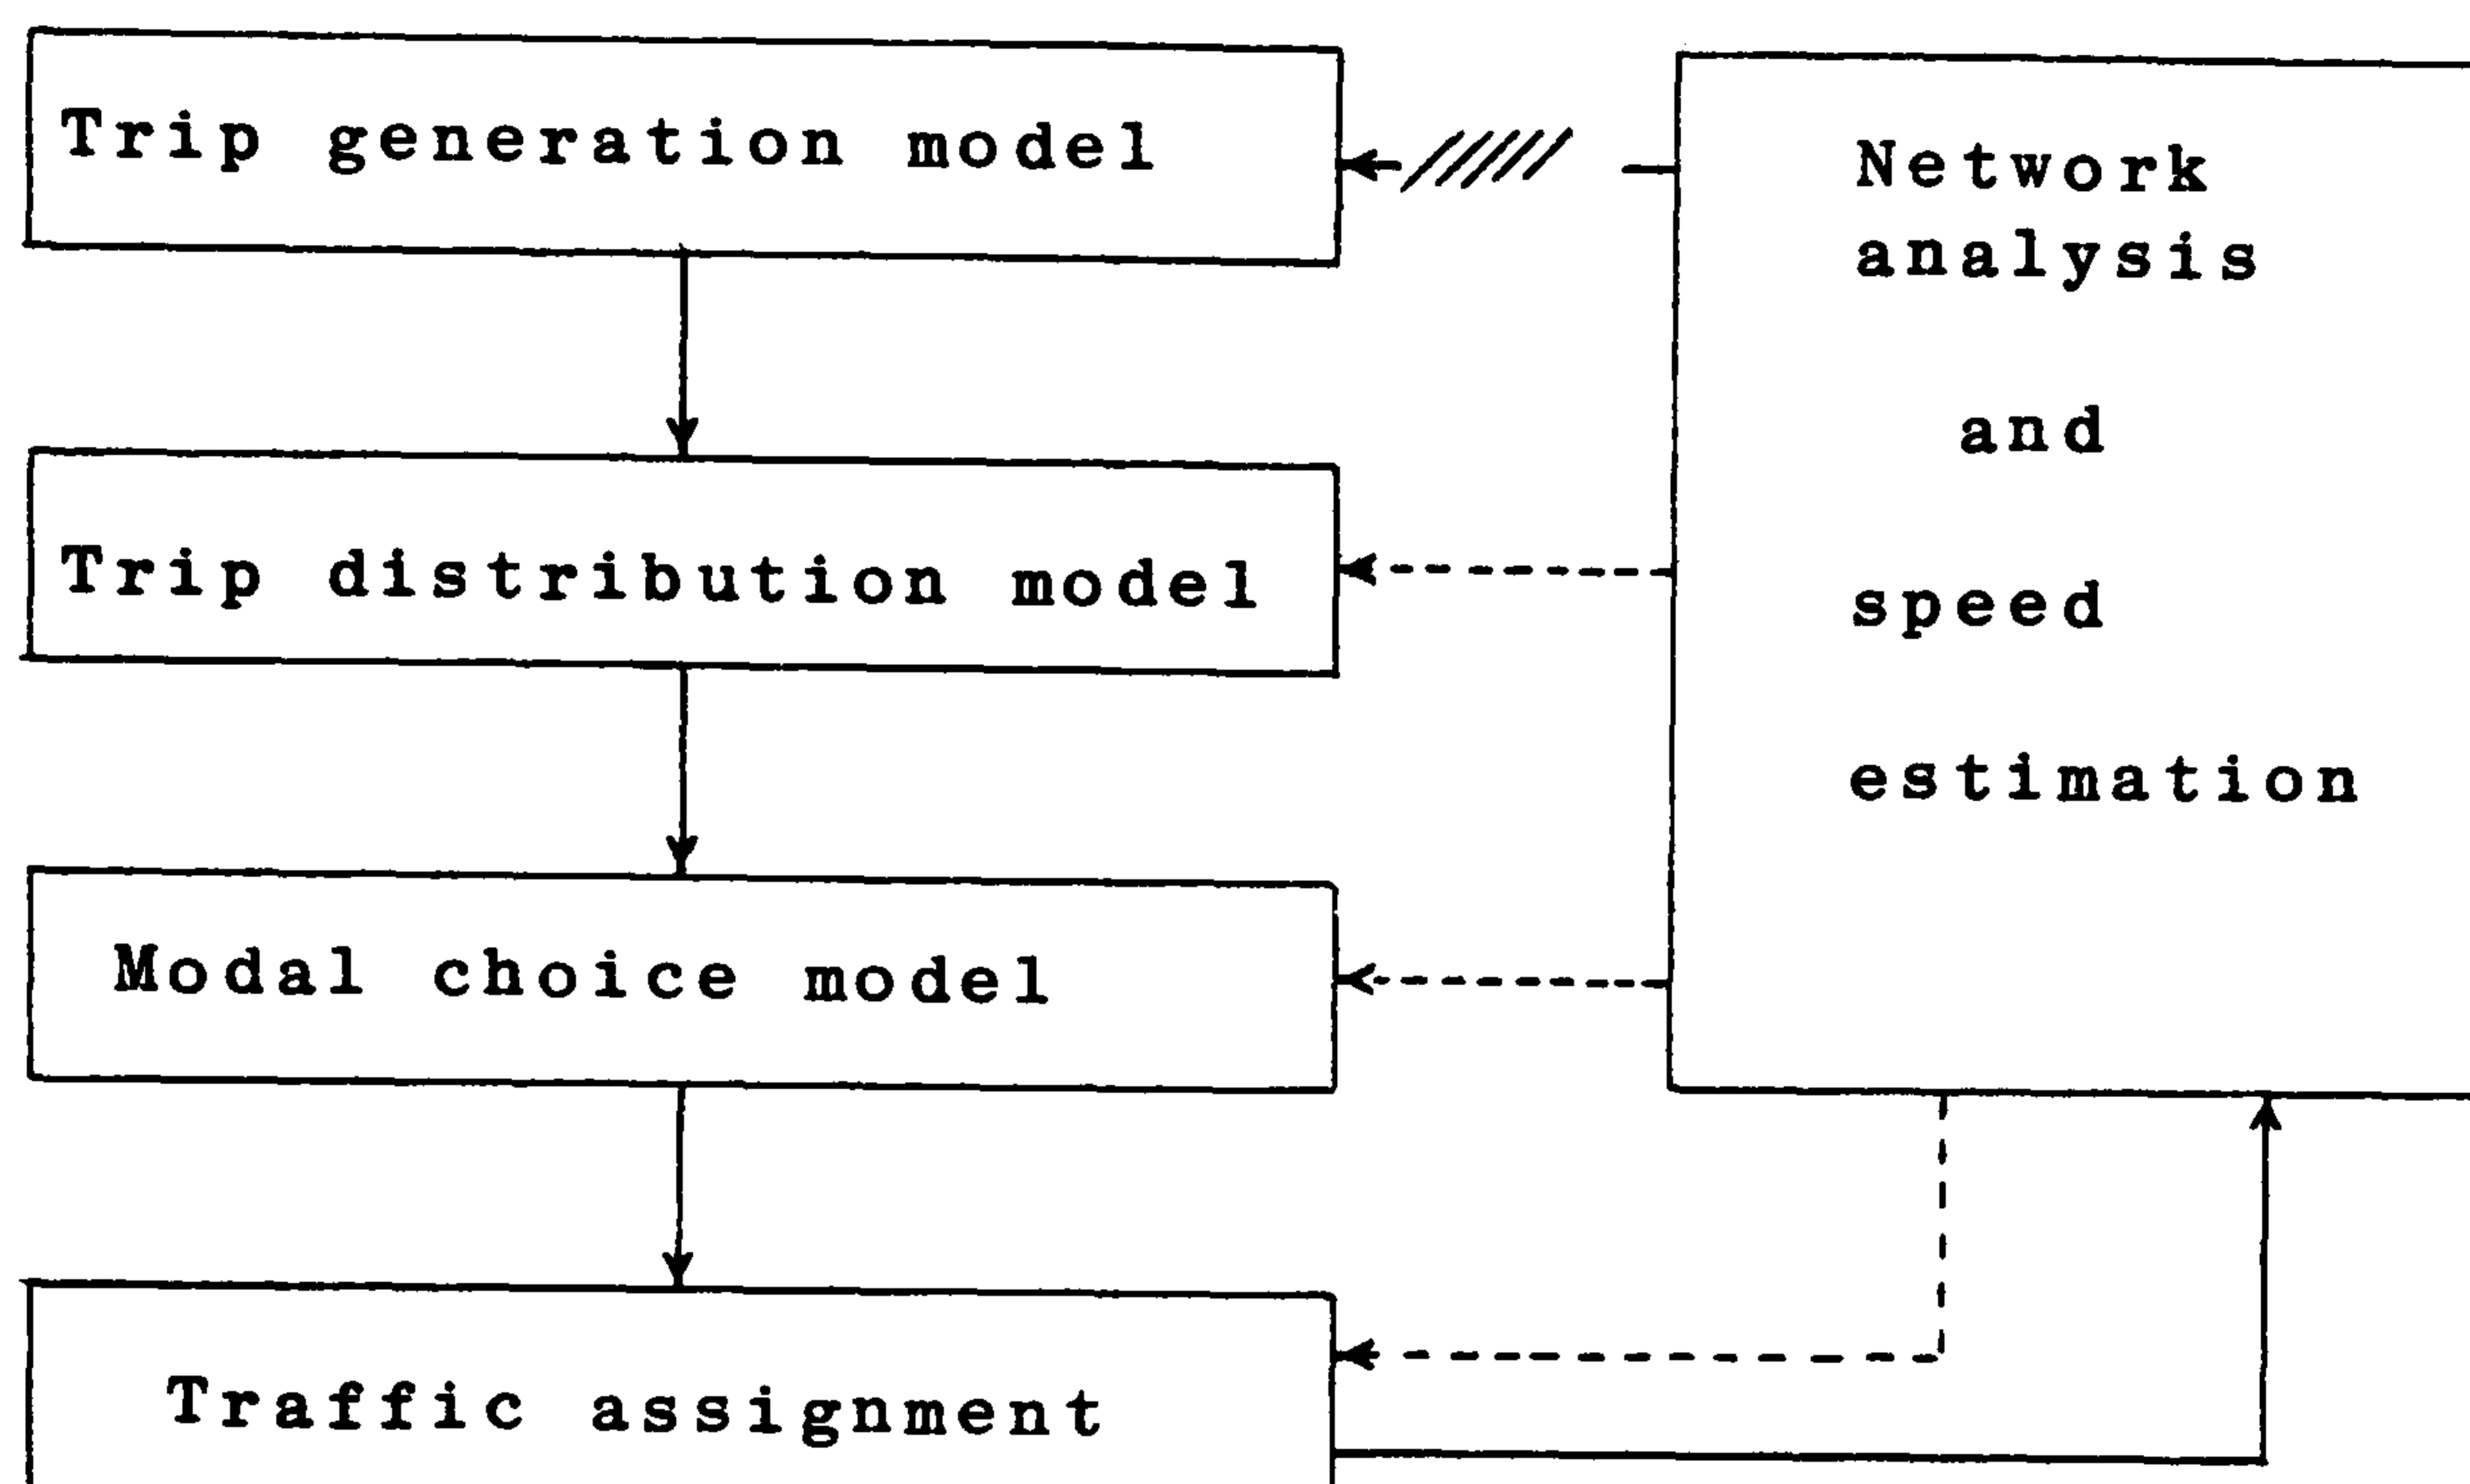 Trip generation model
Trip distribution model
Modal choice model
Traffic assignment
Network
analysis
and
speed
estimation